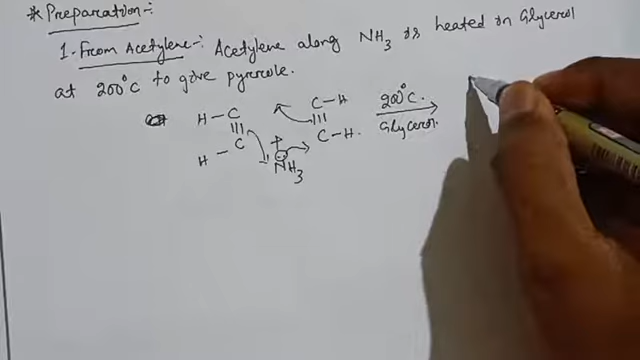 * Preparation:-
1. From Acetylene-: Acetylene along NH3 is heated in Glycerol
at 200°C to give pyrrole.
H-C C-H 200°C.
||| ||| Glycerol.
H-C + C-H.
NH3